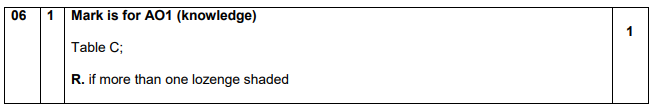 06 1 Mark is for AO1 (knowledge)
1
Table C;
R. if more than one lozenge shaded